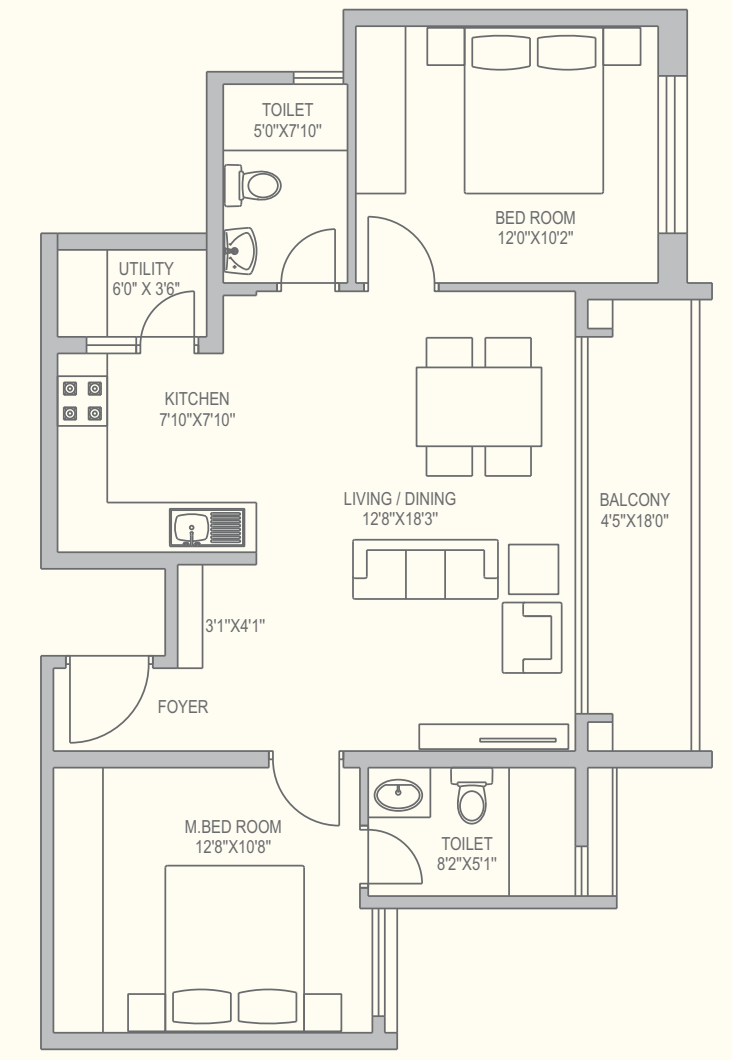 TOILET
5'0"X7'10"
BED ROOM
12'0"X10'2"
UTILITY
6'0" X 3'6"
KITCHEN
7'10"X7'10"
LIVING / DINING
12'8"X18'3"
BALCONY
4'5"X18'0"
3'1"X4'1"
FOYER
M.BED ROOM
12'8"X10'8"
TOILET
8'2"X5'1"